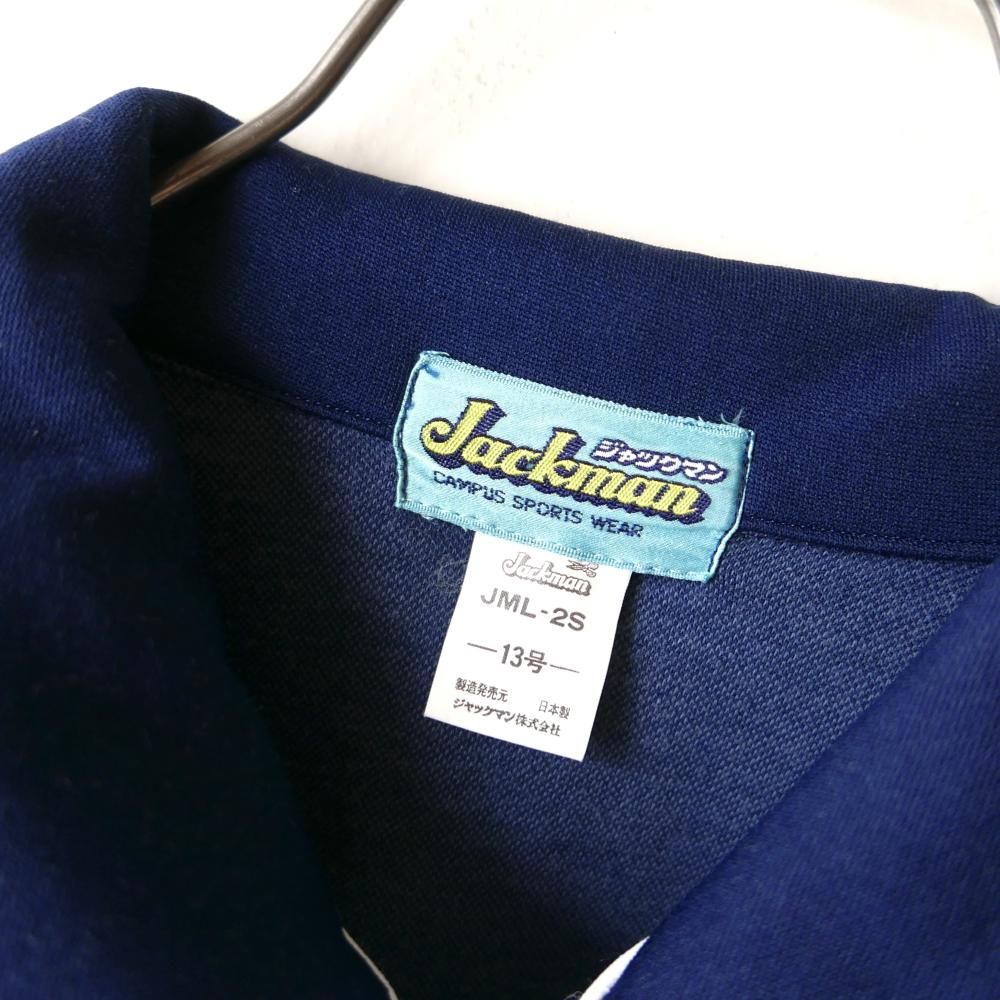 ジャックマン
Jackman
CAMPUS SPORTS WEAR
Jackman
JML-2S
—13号—
製造発売元 日本製
ジャックマン株式会社